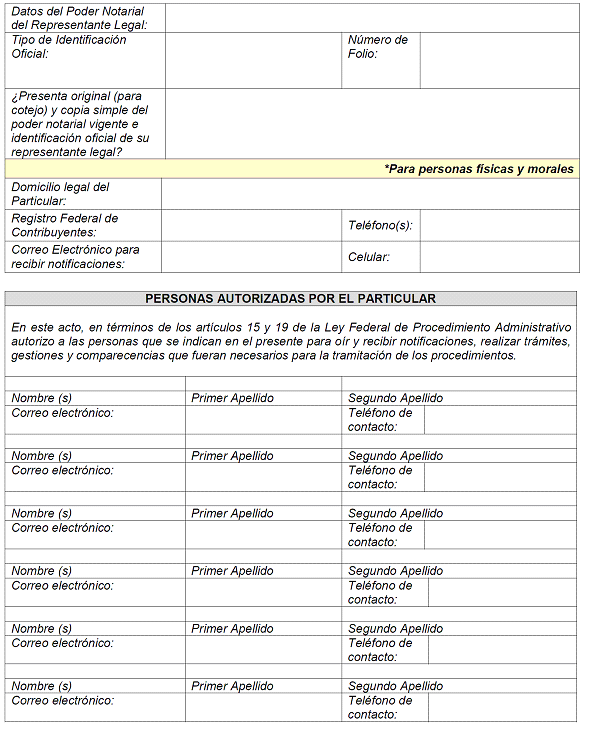 Datos del Poder Notarial
del Representante Legal:
Tipo de Identificación
Oficial:
Número de
Folio:
¿Presenta original (para
cotejo) y copia simple del
poder notarial vigente e
identificación oficial de su
representante legal?
*Para personas físicas y morales
Domicilio legal del
Particular:
Registro Federal de
Contribuyentes:
Teléfono(s):
Correo Electrónico para
recibir notificaciones:
Celular:
PERSONAS AUTORIZADAS POR EL PARTICULAR
En este acto, en términos de los artículos 15 y 19 de la Ley Federal de Procedimiento Administrativo
autorizo a las personas que se indican en el presente para oír y recibir notificaciones, realizar trámites,
gestiones y comparecencias que fueran necesarios para la tramitación de los procedimientos.
Nombre (s) Primer Apellido Segundo Apellido
Correo electrónico: Teléfono de
contacto:
Nombre (s) Primer Apellido Segundo Apellido
Correo electrónico: Teléfono de
contacto:
Nombre (s) Primer Apellido Segundo Apellido
Correo electrónico: Teléfono de
contacto:
Nombre (s) Primer Apellido Segundo Apellido
Correo electrónico: Teléfono de
contacto:
Nombre (s) Primer Apellido Segundo Apellido
Correo electrónico: Teléfono de
contacto:
Nombre (s) Primer Apellido Segundo Apellido
Correo electrónico: Teléfono de
contacto: